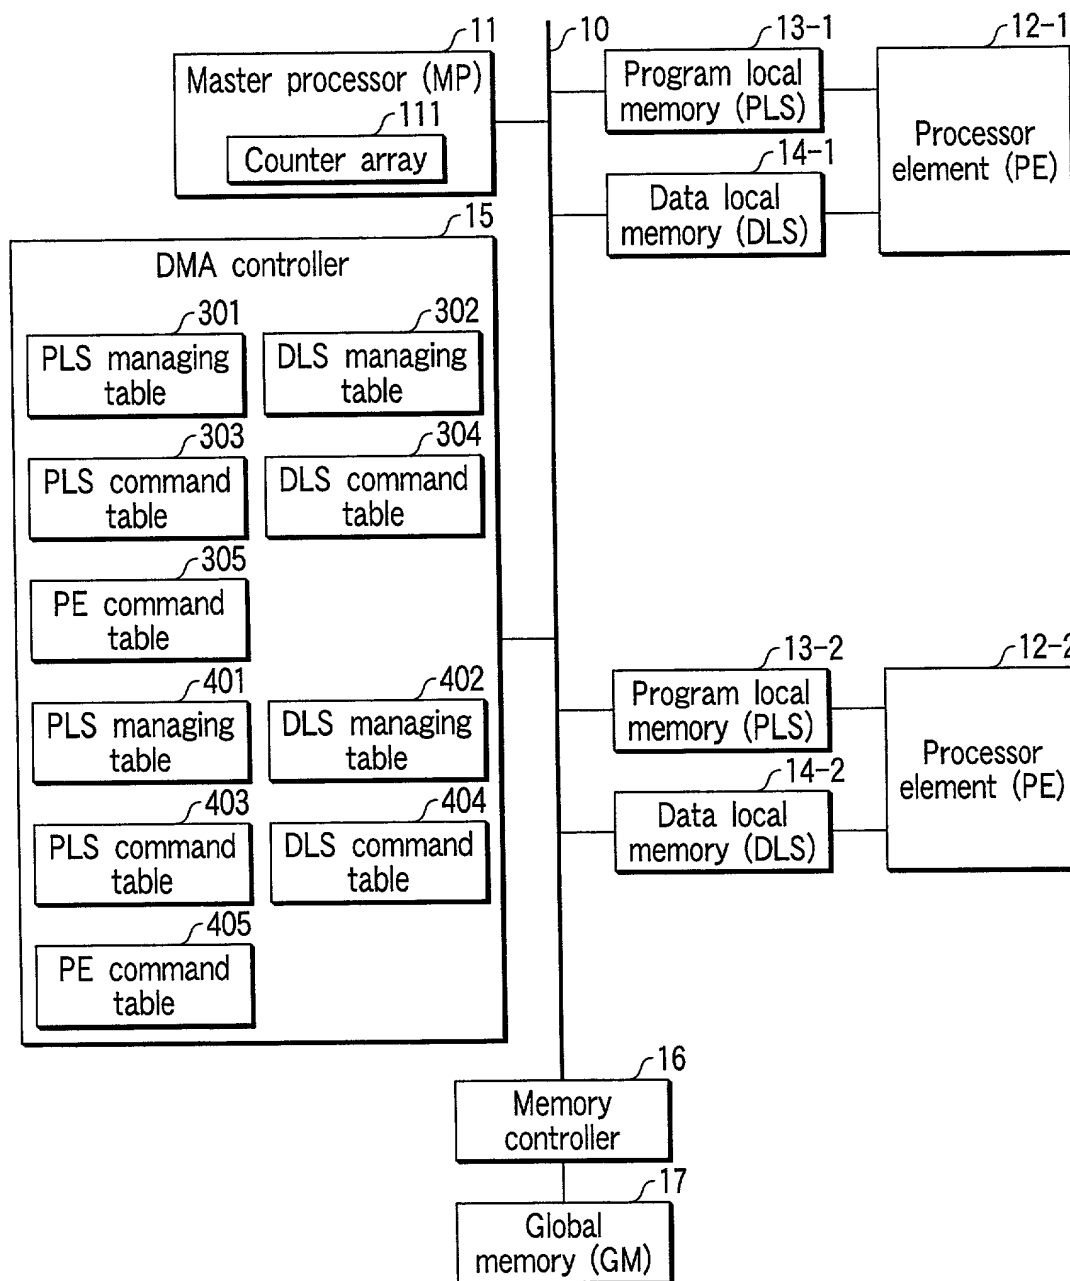 11
Master processor (MP)
111
Counter array
10
13-1
Program local
memory (PLS)
14-1
Data local
memory (DLS)
12-1
Processor
element (PE)
15
DMA controller
301
PLS managing
table
302
DLS managing
table
303
PLS command
table
304
DLS command
table
305
PE command
table
401
PLS managing
table
402
DLS managing
table
403
PLS command
table
404
DLS command
table
405
PE command
table
13-2
Program local
memory (PLS)
14-2
Data local
memory (DLS)
12-2
Processor
element (PE)
16
Memory
controller
17
Global
memory (GM)